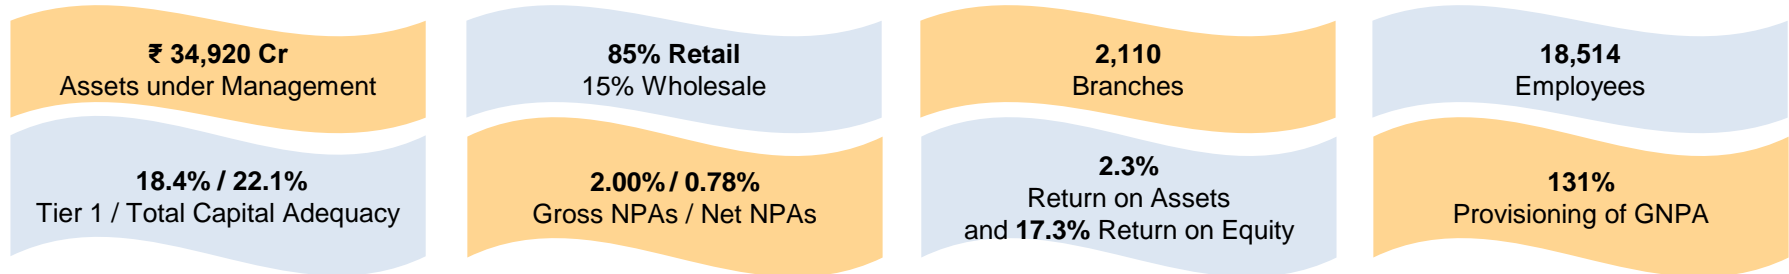 ₹ 34,920 Cr
Assets under Management
85% Retail
15% Wholesale
2,110
Branches
18,514
Employees
18.4% / 22.1%
Tier 1 / Total Capital Adequacy
2.00% / 0.78%
Gross NPAs / Net NPAs
2.3%
Return on Assets
and 17.3% Return on Equity
131%
Provisioning of GNPA